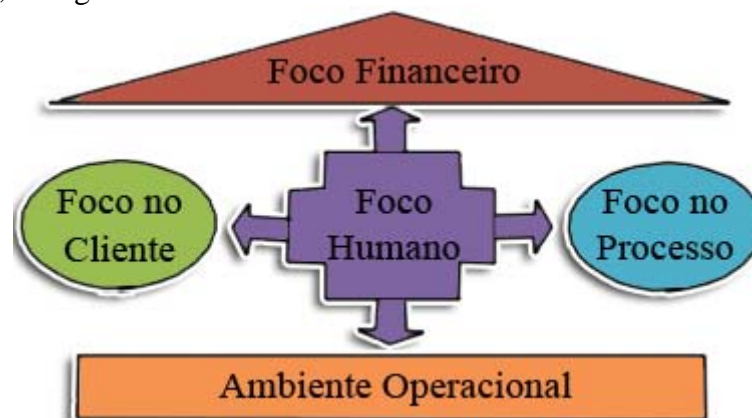 Foco Financeiro
Foco no
Cliente
Foco
Humano
Foco no
Processo
Ambiente Operacional